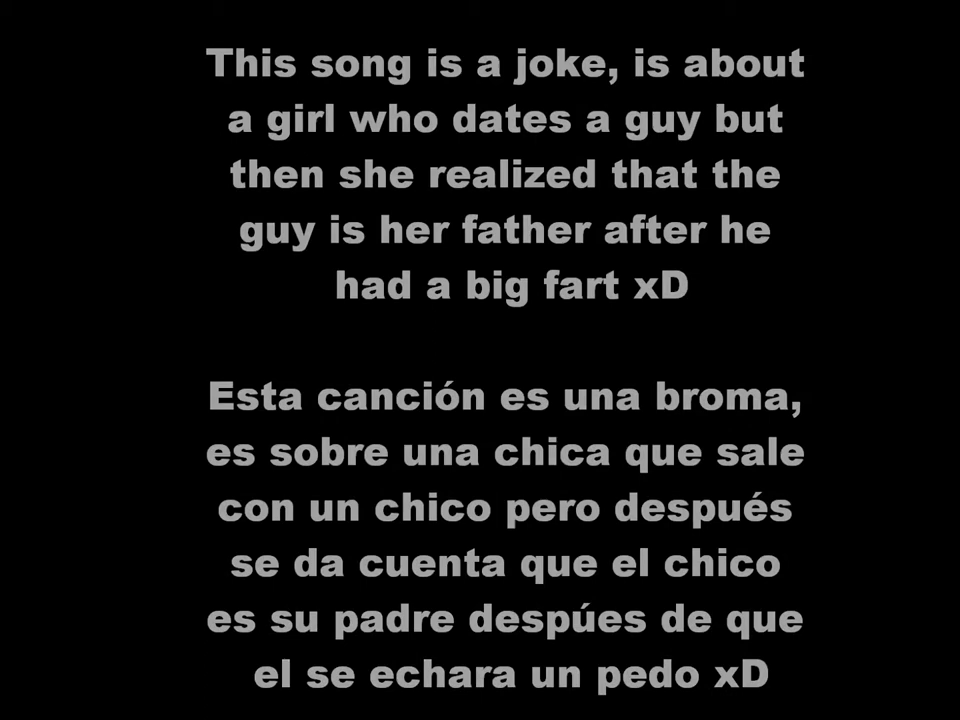 This song is a joke, is about
a girl who dates a guy but
then she realized that the
guy is her father after he
had a big fart xD
Esta canción es una broma,
es sobre una chica que sale
con un chico pero después
se da cuenta que el chico
es su padre despúes de que
el se echara un pedo xD